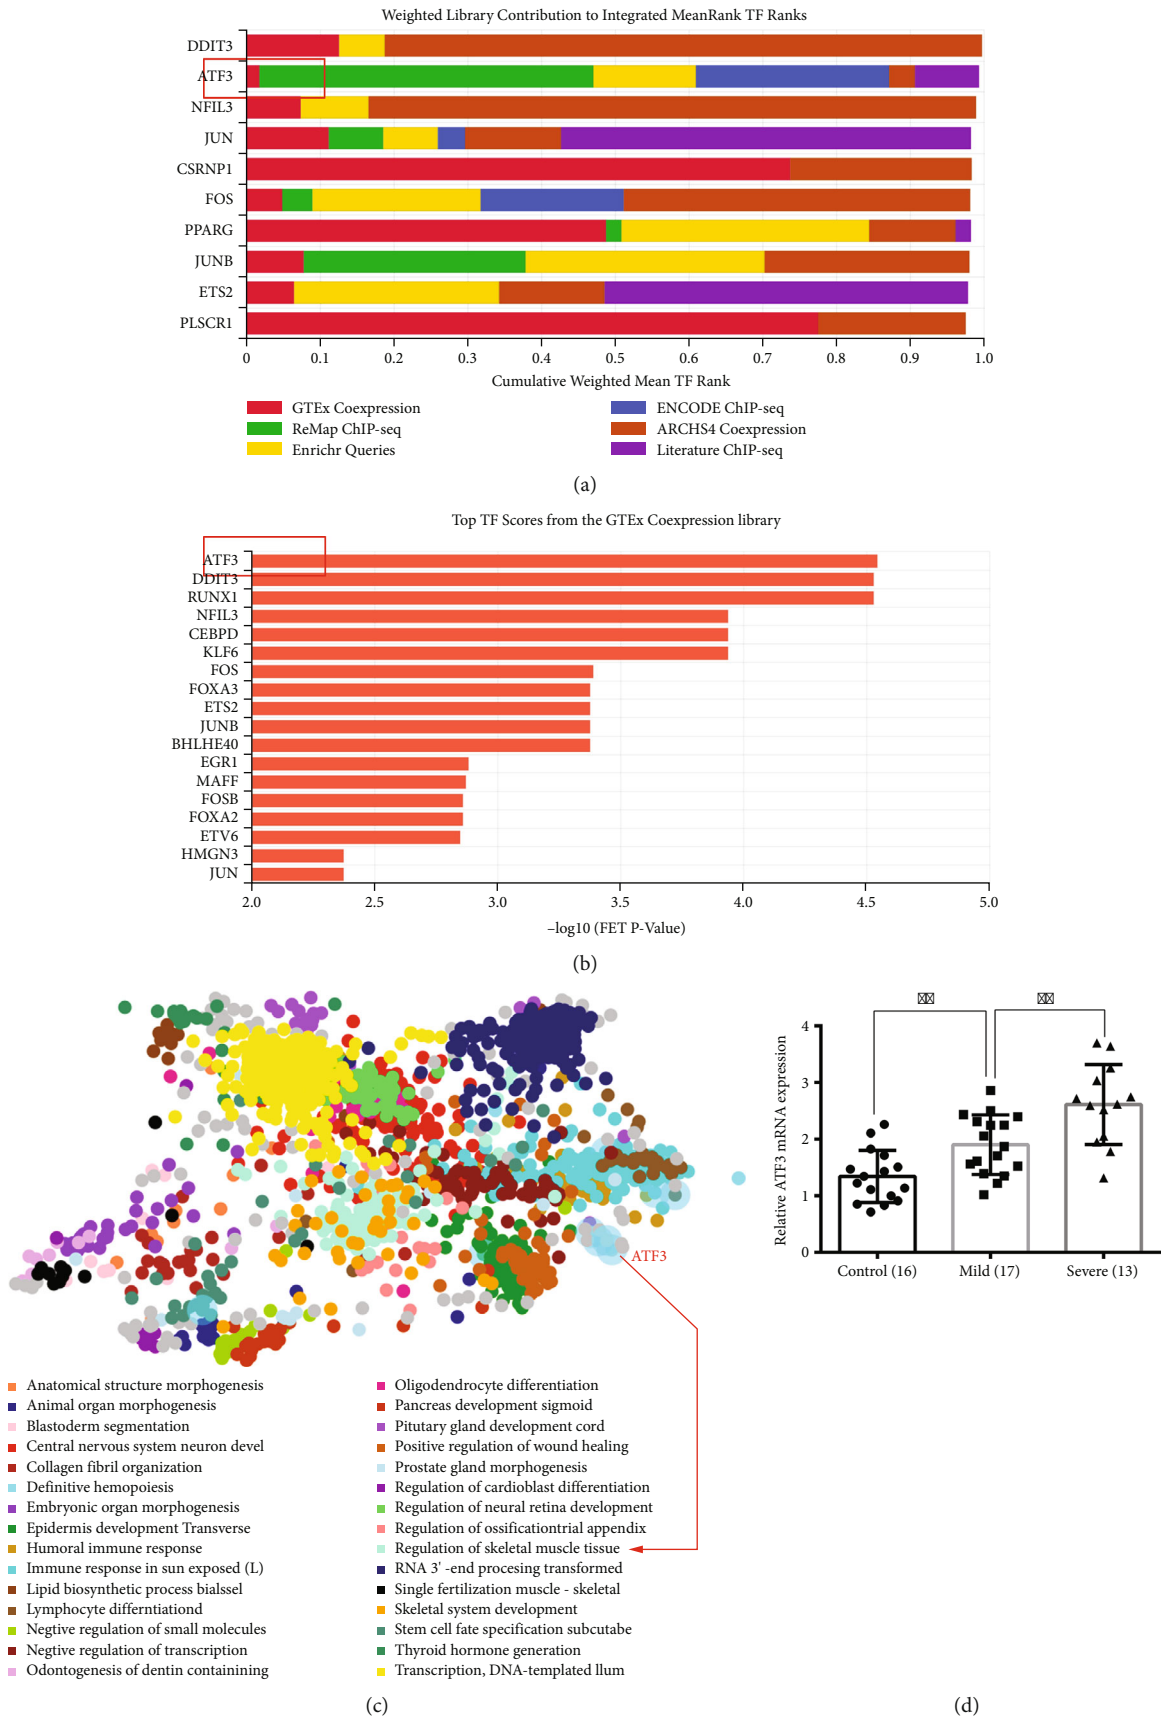 Weighted Library Contribution to Integrated MeanRank TF Ranks
DDIT3
ATF3
NFIL3
JUN
CSRNP1
FOS
PPARG
JUNB
ETS2
PLSCR1
0 0.1 0.2 0.3 0.4 0.5 0.6 0.7 0.8 0.9 1.0
Cumulative Weighted Mean TF Rank
GTEx Coexpression
ReMap ChIP-seq
Enrichr Queries
ENCODE ChIP-seq
ARCHS4 Coexpression
Literature ChIP-seq
(a)
Top TF Scores from the GTEx Coexpression library
ATF3
DDIT3
RUNX1
NFIL3
CEBPD
KLF6
FOS
FOXA3
ETS2
JUNB
BHLHE40
EGR1
MAFF
FOSB
FOXA2
ETV6
HMGN3
JUN
2.0 2.5 3.0 3.5 4.0 4.5 5.0
–log10 (FET P-Value)
(b)
ATF3
Anatomical structure morphogenesis
Animal organ morphogenesis
Blastoderm segmentation
Central nervous system neuron devel
Collagen fibril organization
Definitive hemopoiesis
Embryonic organ morphogenesis
Epidermis development Transverse
Humoral immune response
Immune response in sun exposed (L)
Lipid biosynthetic process bialssel
Lymphocyte differntiationd
Negtive regulation of small molecules
Negtive regulation of transcription
Odontogenesis of dentin containining
Oligodendrocyte differentiation
Pancreas development sigmoid
Pitutary gland development cord
Positive regulation of wound healing
Prostate gland morphogenesis
Regulation of cardioblast differentiation
Regulation of neural retina development
Regulation of ossificationtrial appendix
Regulation of skeletal muscle tissue
RNA 3' -end procesing transformed
Single fertilization muscle - skeletal
Skeletal system development
Stem cell fate specification subcutabe
Thyroid hormone generation
Transcription, DNA-templated llum
(c)
Relative ATF3 mRNA expression
4
3
2
1
0
Control (16) Mild (17) Severe (13)
(d)